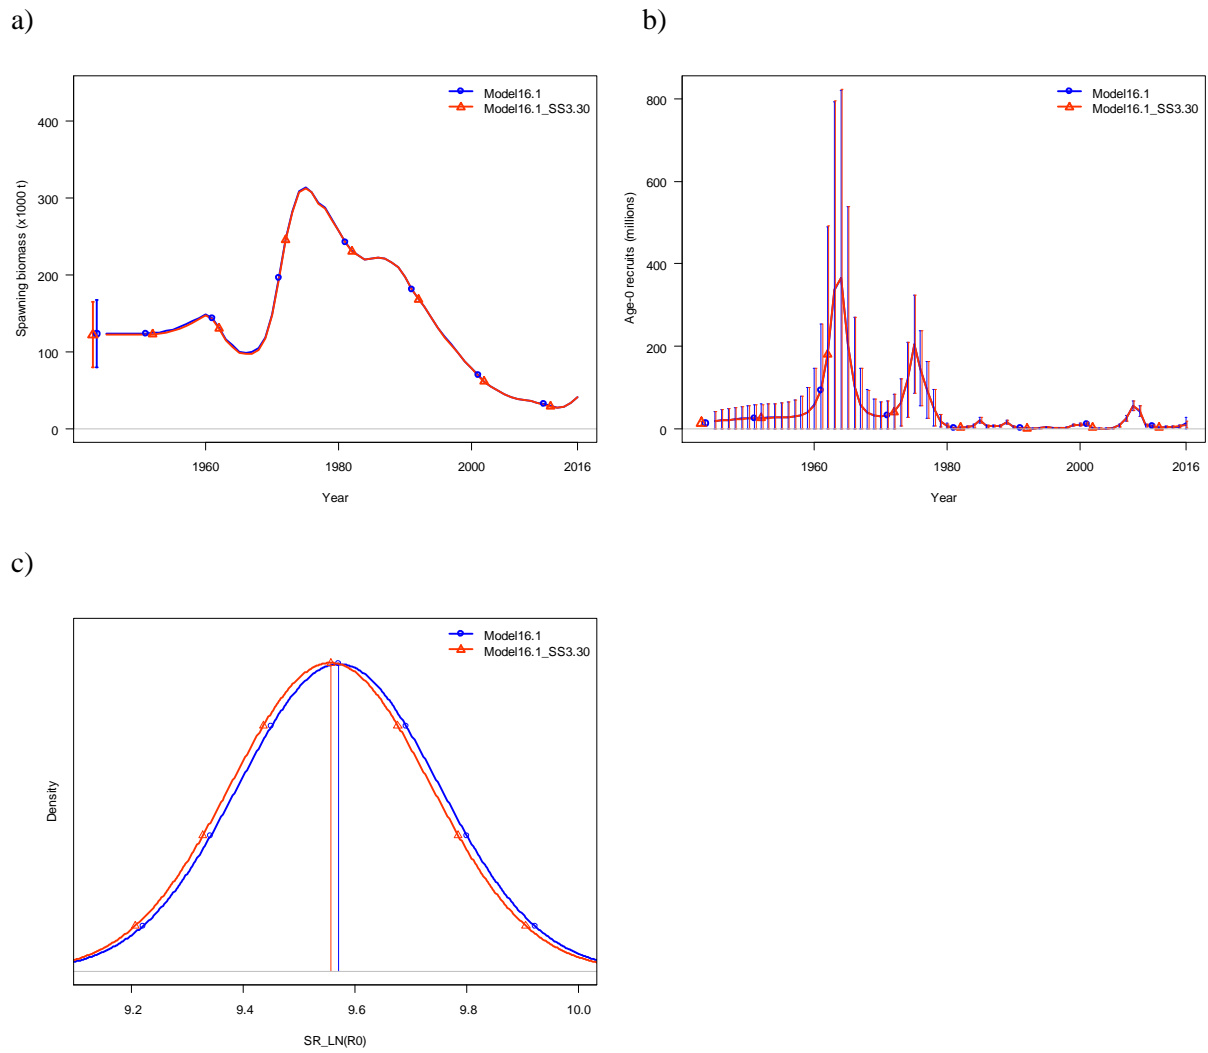 a)
Model16.1
Model16.1_SS3.30
Spawning biomass (x1000 t)
400
300
200
100
0
1960 1980 2000 2016
Year
b)
Model16.1
Model16.1_SS3.30
Age-0 recruits (millions)
800
600
400
200
0
1960 1980 2000 2016
Year
c)
Model16.1
Model16.1_SS3.30
Density
9.2 9.4 9.6 9.8 10.0
SR_LN(R0)